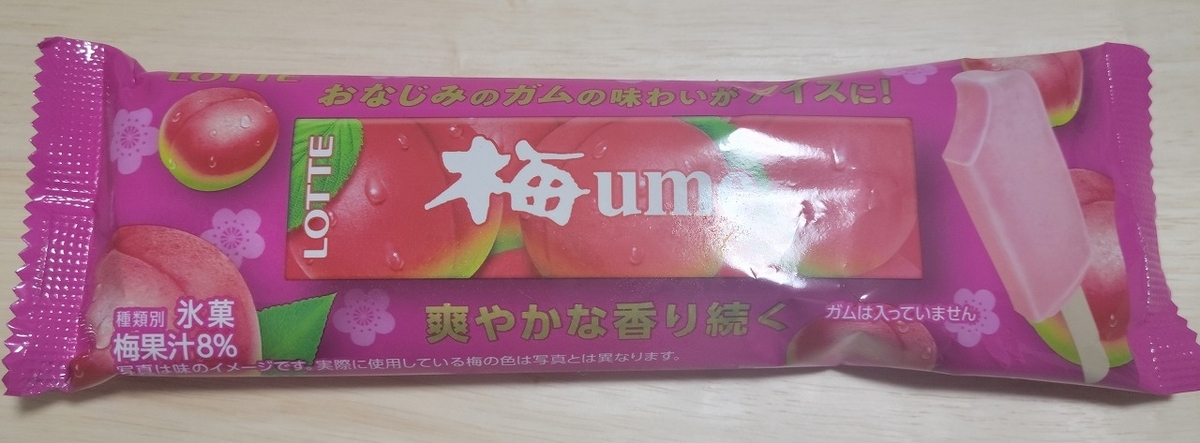 LOTTE
おなじみのガムの味わいがアイスに!
LOTTE
梅um
爽やかな香り続く
ガムは入っていません
種類別 氷菓
梅果汁8%
写真は味のイメージです。実際に使用している梅の色は写真とは異なります。